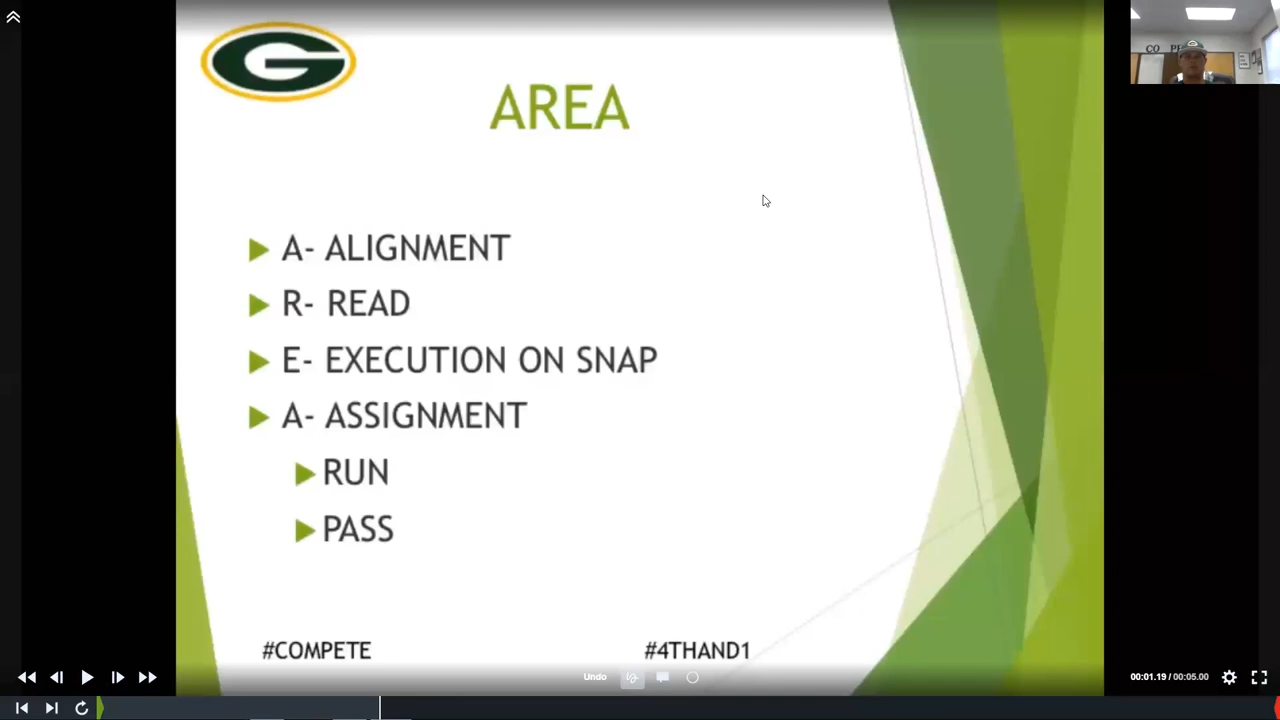 G
AREA
A- ALIGNMENT
R- READ
E- EXECUTION ON SNAP
A- ASSIGNMENT
RUN
PASS
#COMPETE #4THAND1
Undo
00:01.19 / 00:05.00